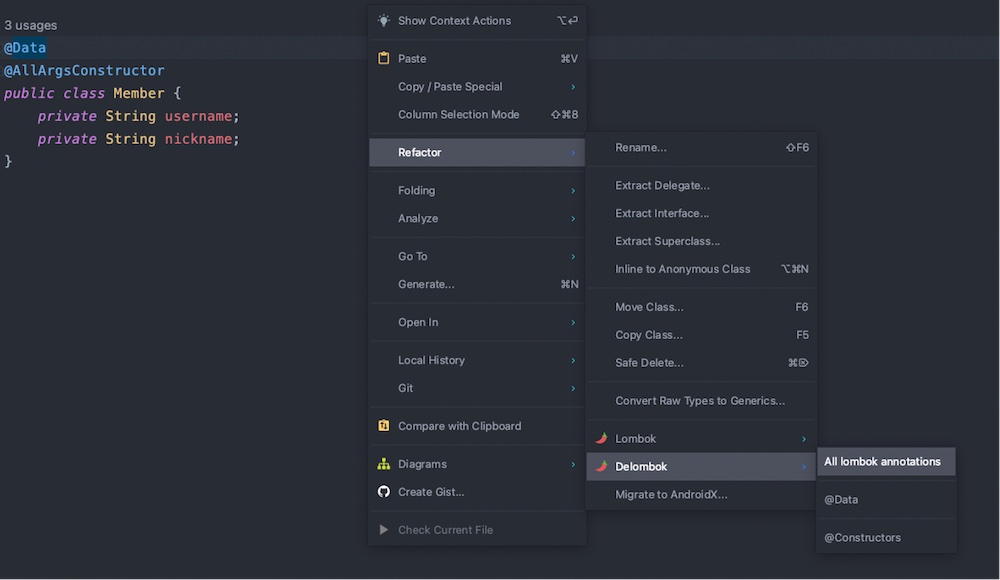 3 usages
@Data
@AllArgsConstructor
public class Member {
private String username;
private String nickname;
}
Show Context Actions ⌥⏎
Paste ⌘V
Copy / Paste Special
Column Selection Mode ⇧⌘8
Refactor
Folding
Analyze
Go To
Generate... ⌘N
Open In
Local History
Git
Compare with Clipboard
Diagrams
Create Gist...
Check Current File
Rename... ⇧F6
Extract Delegate...
Extract Interface...
Extract Superclass...
Inline to Anonymous Class ⌥⌘N
Move Class... F6
Copy Class... F5
Safe Delete... ⌘⌦
Convert Raw Types to Generics...
Lombok
Delombok
Migrate to AndroidX...
All lombok annotations
@Data
@Constructors